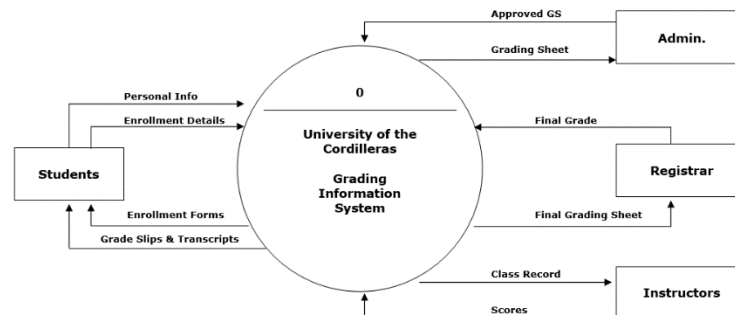 Approved GS
Admin.
Grading Sheet
0
Personal Info
University of the
Cordilleras
Final Grade
Enrollment Details
Grading
Information
System
Students
Registrar
Enrollment Forms
Final Grading Sheet
Grade Slips & Transcripts
Class Record
Instructors
Scores